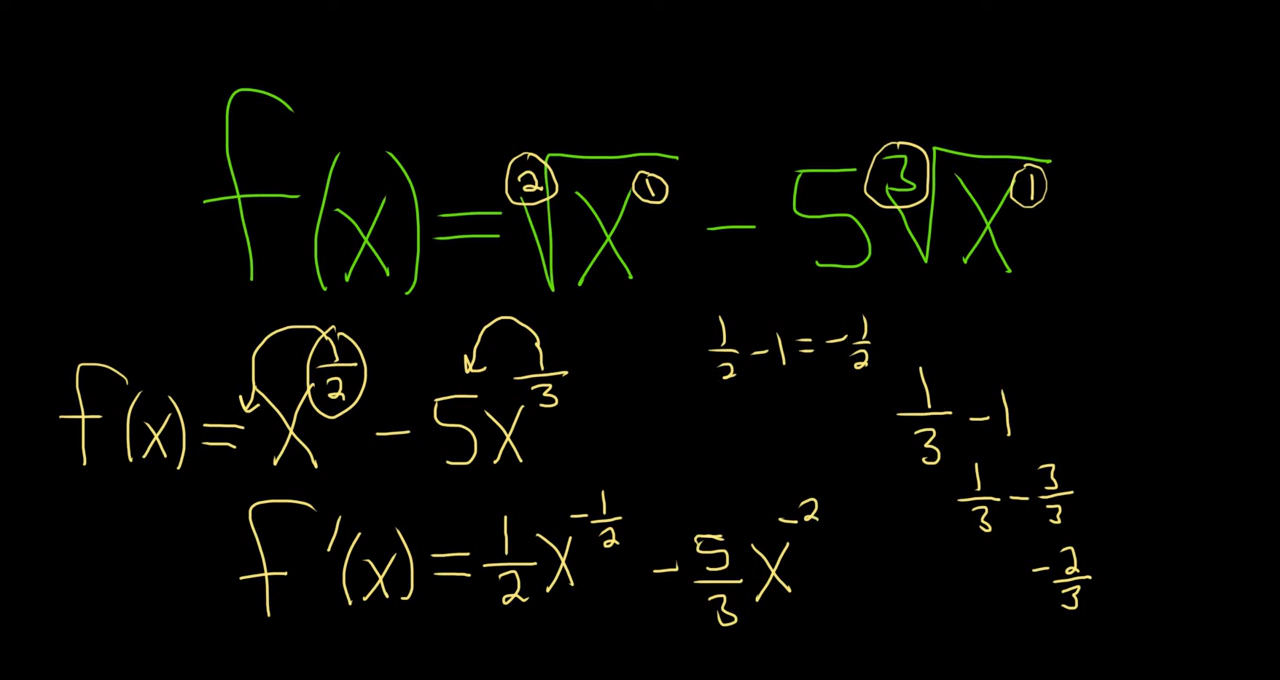 f(x) = ²√x¹ − 5 ³√x¹
1/2 − 1 = −1/2
f(x) = x^(1/2) − 5x^(1/3)
1/3 − 1
1/3 − 3/3
f'(x) = 1/2 x^(−1/2) − 5/3 x^(−2)
−2/3